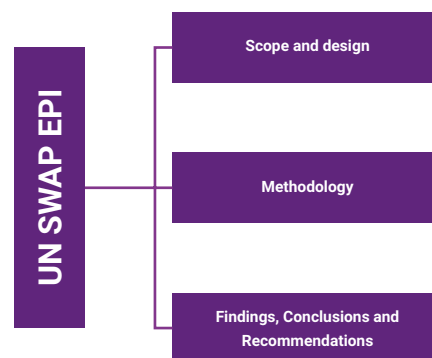 UN SWAP EPI
Scope and design
Methodology
Findings, Conclusions and
Recommendations